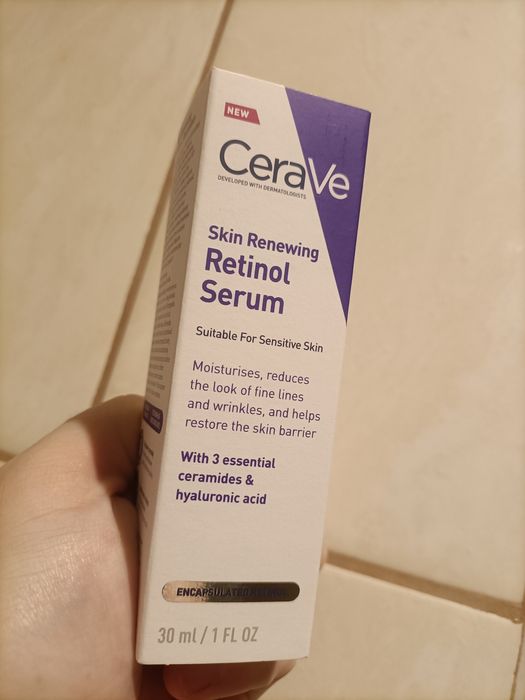 NEW
CeraVe
DEVELOPED WITH DERMATOLOGISTS
Skin Renewing
Retinol
Serum
Suitable For Sensitive Skin
Moisturises, reduces
the look of fine lines
and wrinkles, and helps
restore the skin barrier
With 3 essential
ceramides &
hyaluronic acid
ENCAPSULATED RETINOL
30 ml / 1 FL OZ